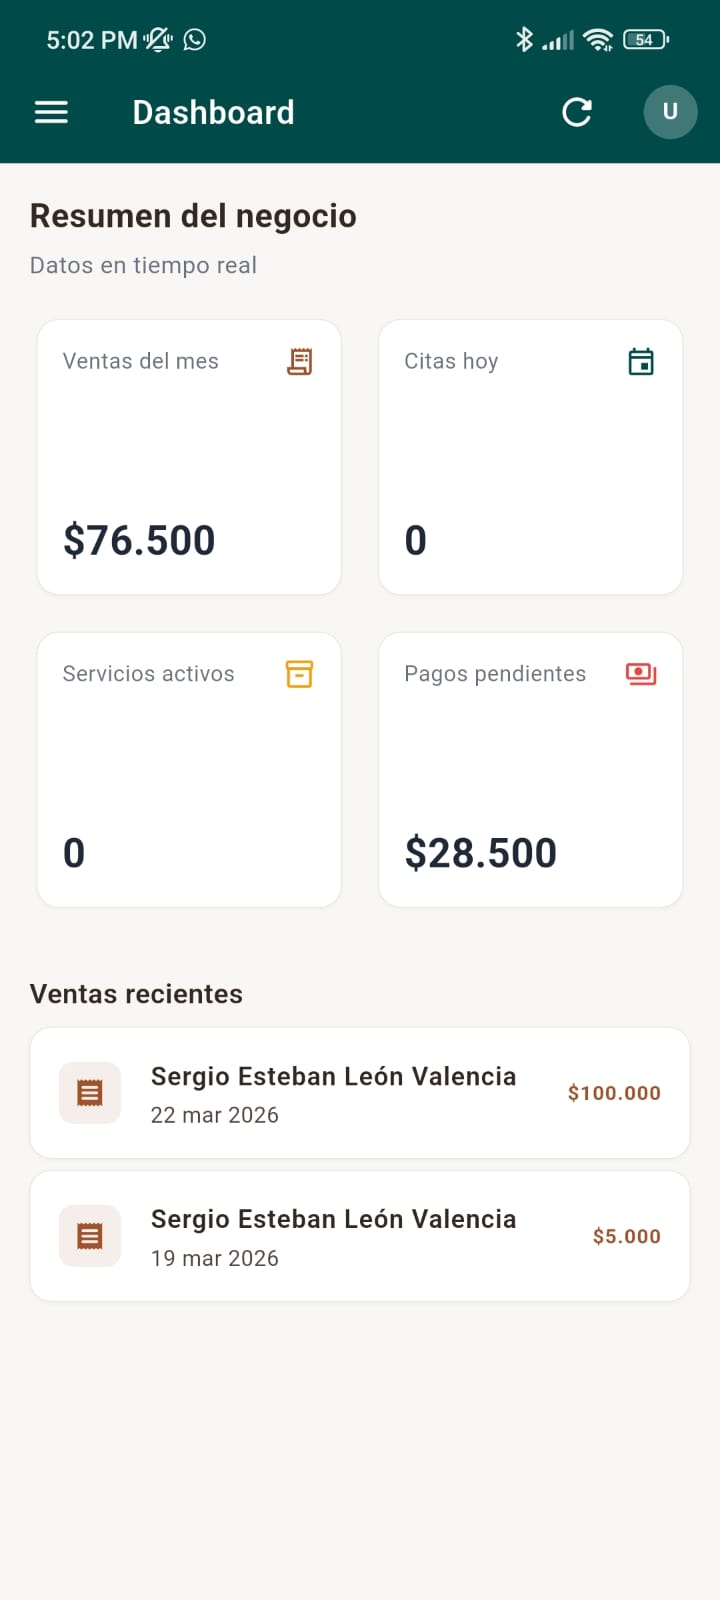 5:02 PM
54
Dashboard
U
Resumen del negocio
Datos en tiempo real
Ventas del mes
$76.500
Citas hoy
0
Servicios activos
0
Pagos pendientes
$28.500
Ventas recientes
Sergio Esteban León Valencia
22 mar 2026
$100.000
Sergio Esteban León Valencia
19 mar 2026
$5.000